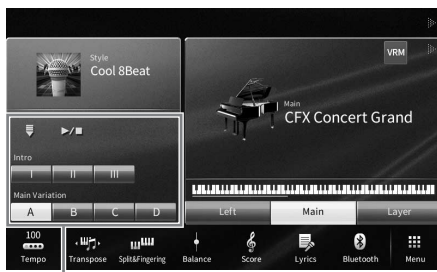 Style
Cool 8Beat
VRM
Main
CFX Concert Grand
Intro
I II III
Main Variation
A B C D
Left Main Layer
100
Tempo Transpose Split&Fingering Balance Score Lyrics Bluetooth Menu